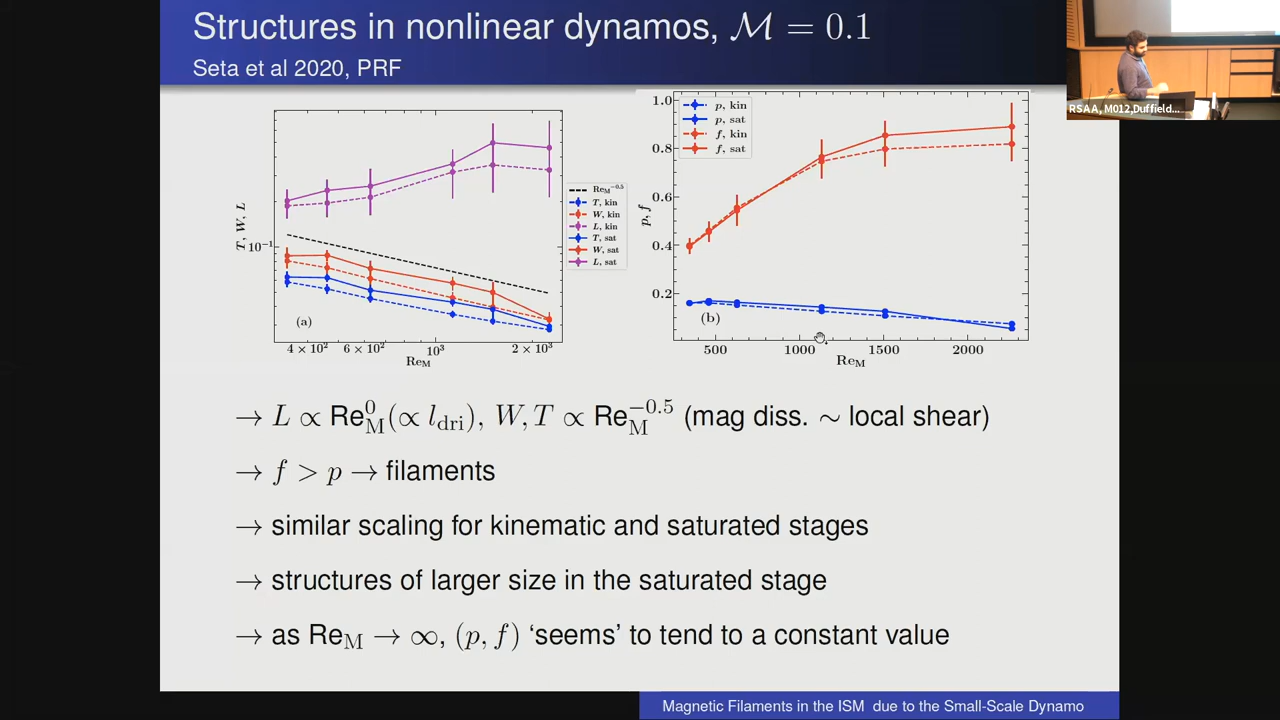 Structures in nonlinear dynamos, ℳ = 0.1
Seta et al 2020, PRF
RSAA, M012,Duffield...
T, W, L
10⁻¹
(a)
4 × 10² 6 × 10² 10³ 2 × 10³
Re_M
Re_M^−0.5
T, kin
W, kin
L, kin
T, sat
W, sat
L, sat
p, f
1.0
0.8
0.6
0.4
0.2
p, kin
p, sat
f, kin
f, sat
(b)
500 1000 1500 2000
Re_M
→ L ∝ Re_M^0 (∝ l_dri), W, T ∝ Re_M^−0.5 (mag diss. ∼ local shear)
→ f > p → filaments
→ similar scaling for kinematic and saturated stages
→ structures of larger size in the saturated stage
→ as Re_M → ∞, (p, f) ‘seems’ to tend to a constant value
Magnetic Filaments in the ISM due to the Small-Scale Dynamo